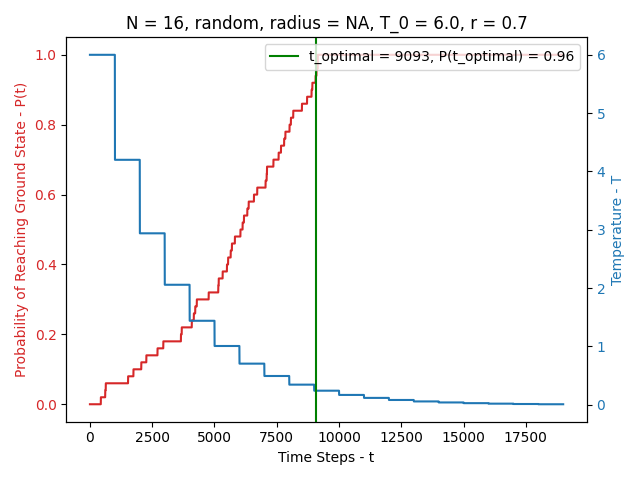 N = 16, random, radius = NA, T_0 = 6.0, r = 0.7
t_optimal = 9093, P(t_optimal) = 0.96
Probability of Reaching Ground State - P(t)
1.0
0.8
0.6
0.4
0.2
0.0
6
5
4
3
2
1
0
Temperature - T
0 2500 5000 7500 10000 12500 15000 17500
Time Steps - t